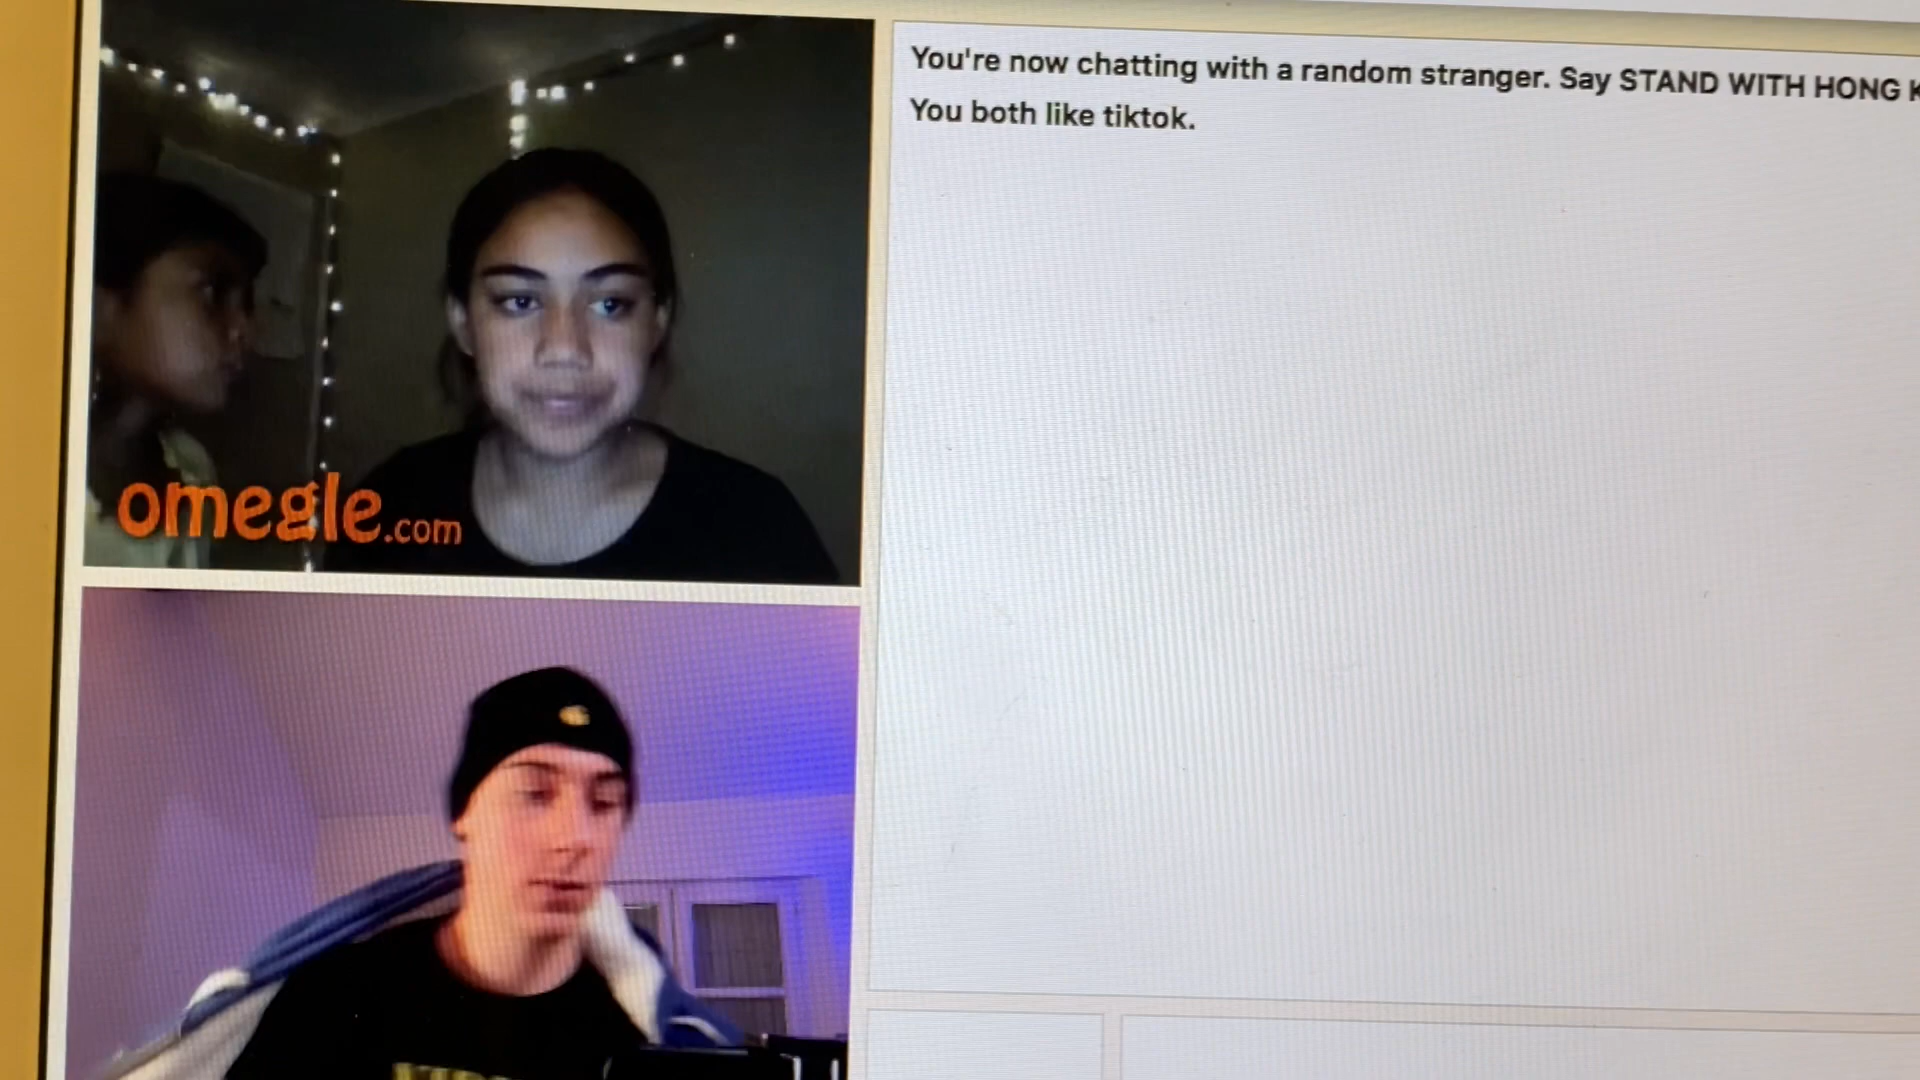 You're now chatting with a random stranger. Say STAND WITH HONG
You both like tiktok.
omegle.com